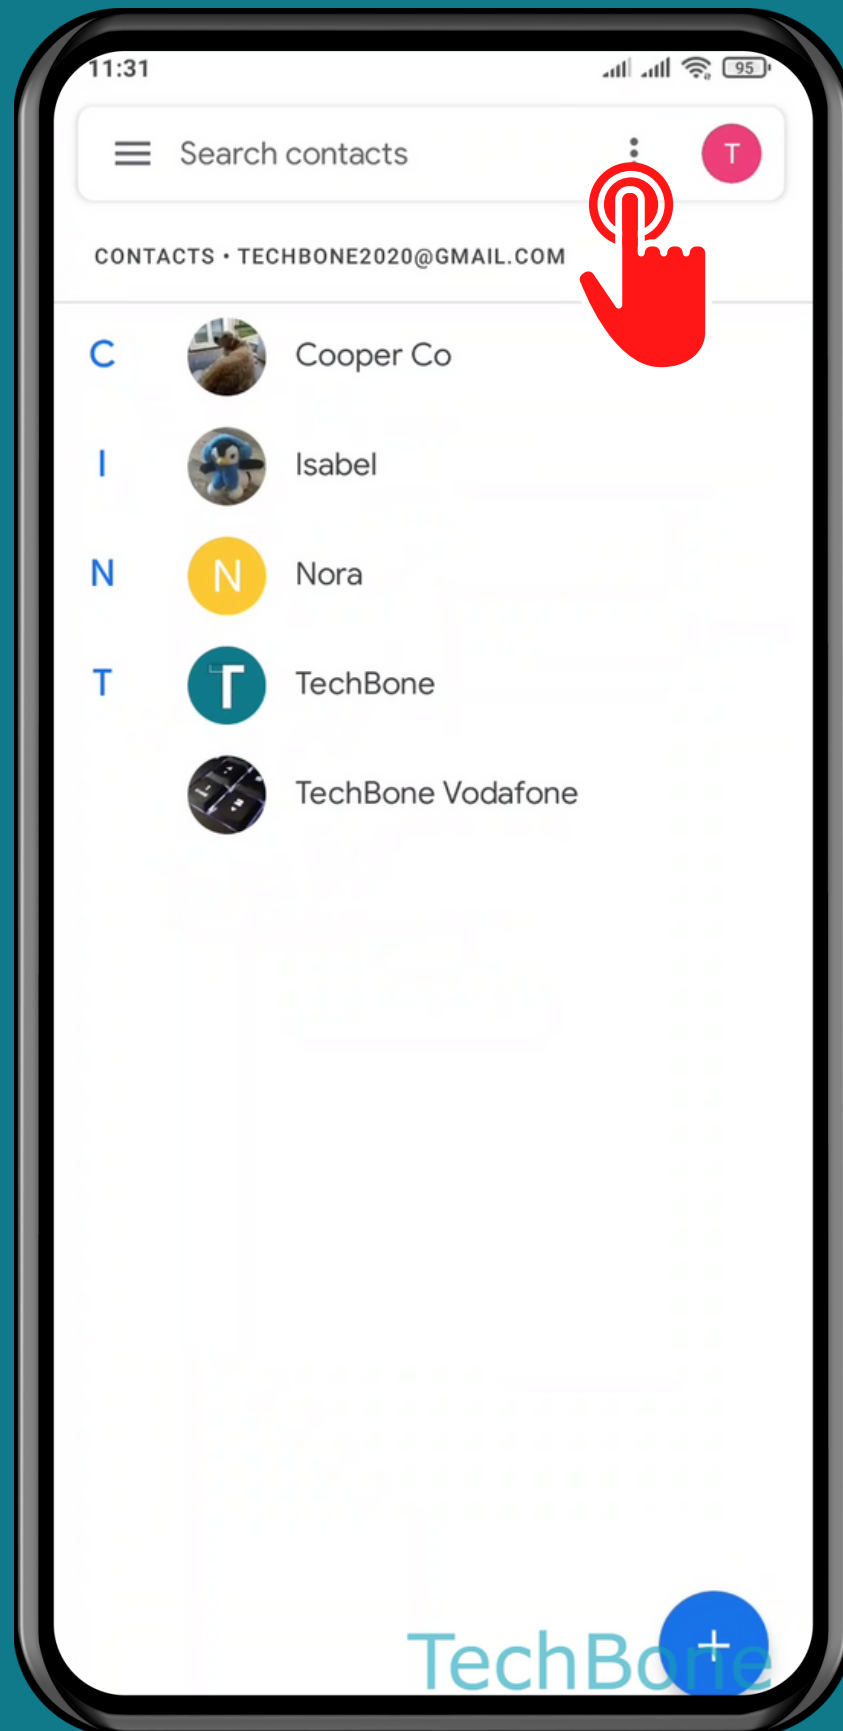 11:31 95
Search contacts T
CONTACTS • TECHBONE2020@GMAIL.COM
C Cooper Co
I Isabel
N N Nora
T T TechBone
TechBone Vodafone
TechBone